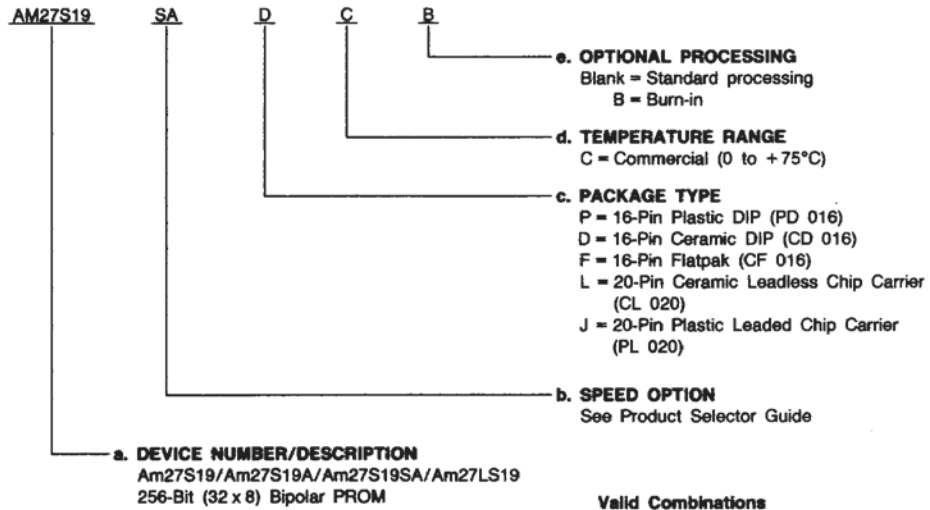 AM27S19 SA D C B
e. OPTIONAL PROCESSING
Blank = Standard processing
B = Burn-in
d. TEMPERATURE RANGE
C = Commercial (0 to +75°C)
c. PACKAGE TYPE
P = 16-Pin Plastic DIP (PD 016)
D = 16-Pin Ceramic DIP (CD 016)
F = 16-Pin Flatpak (CF 016)
L = 20-Pin Ceramic Leadless Chip Carrier
(CL 020)
J = 20-Pin Plastic Leaded Chip Carrier
(PL 020)
b. SPEED OPTION
See Product Selector Guide
a. DEVICE NUMBER/DESCRIPTION
Am27S19/Am27S19A/Am27S19SA/Am27LS19
256-Bit (32 x 8) Bipolar PROM
Valid Combinations